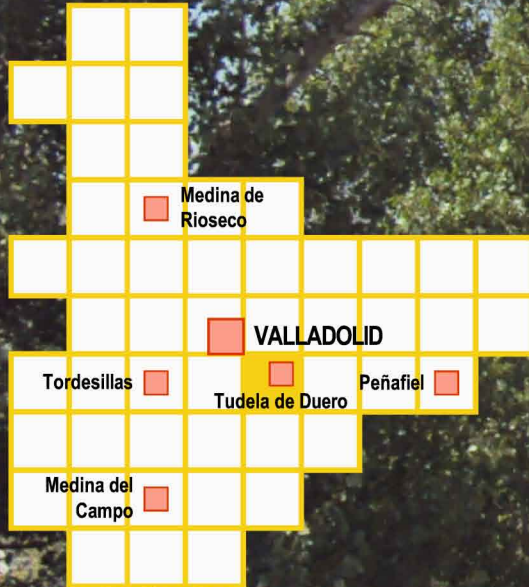 Medina de
Rioseco
VALLADOLID
Tordesillas
Peñafiel
Tudela de Duero
Medina del
Campo